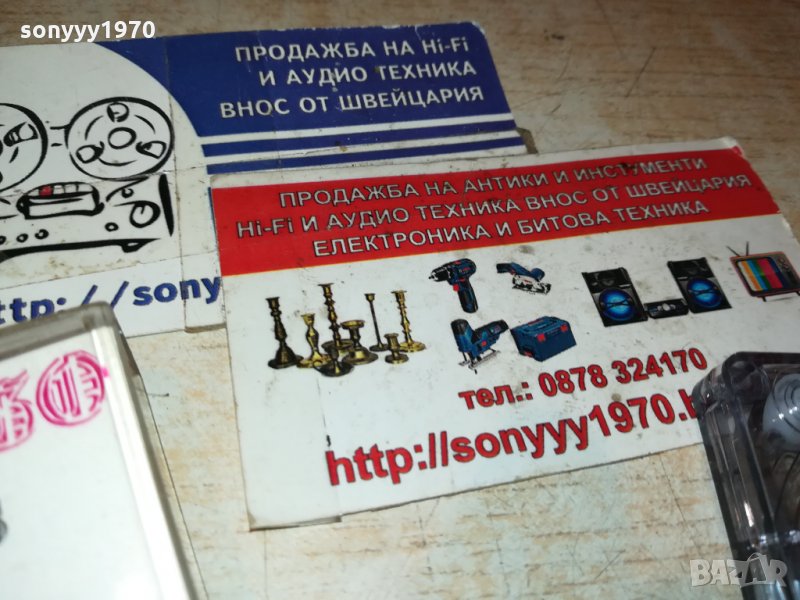 sonyyy1970
ПРОДАЖБА НА Hi-Fi
И АУДИО ТЕХНИКА
ВНОС ОТ ШВЕЙЦАРИЯ
http://sony
ПРОДАЖБА НА АНТИКИ И ИНСТУМЕНТИ
Hi-Fi И АУДИО ТЕХНИКА ВНОС ОТ ШВЕЙЦАРИЯ
ЕЛЕКТРОНИКА И БИТОВА ТЕХНИКА
тел.: 0878 324170
http://sonyyy1970.b
BAZAR